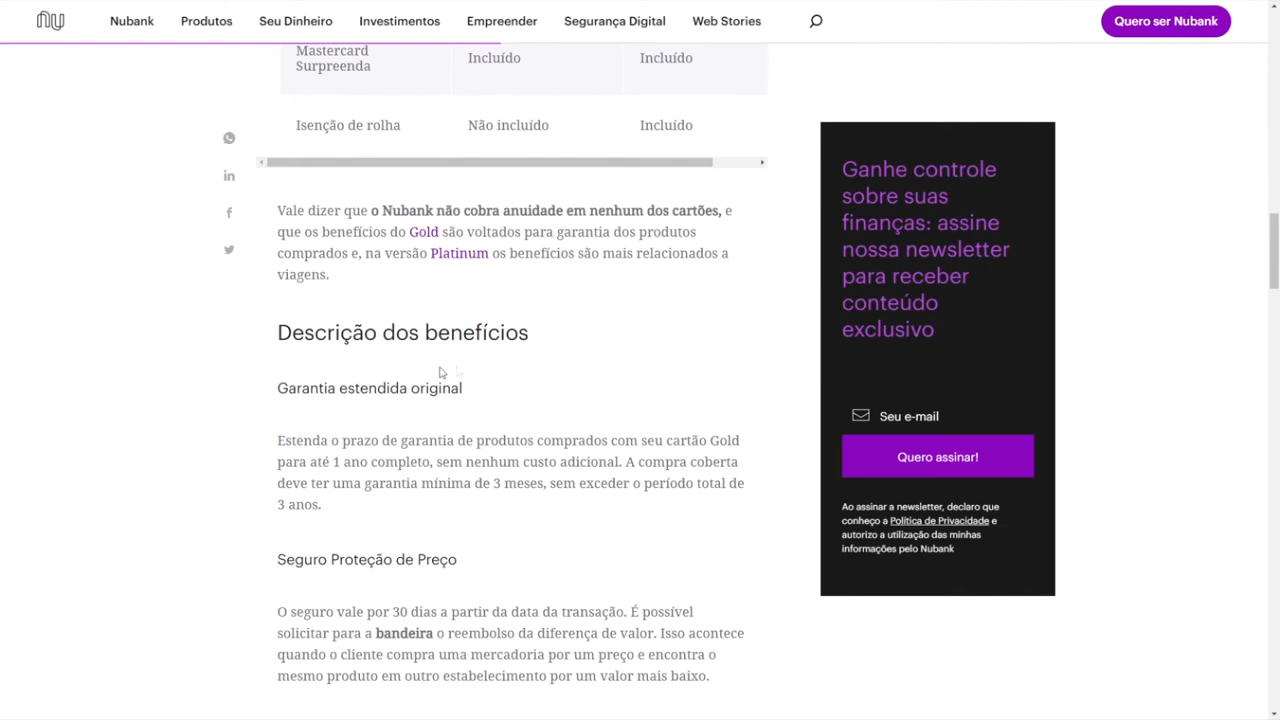 nu
Nubank
Produtos
Seu Dinheiro
Investimentos
Empreender
Segurança Digital
Web Stories
Quero ser Nubank
Mastercard
Surpreenda
Incluído
Incluído
Isenção de rolha
Não incluído
Incluído
Vale dizer que o Nubank não cobra anuidade em nenhum dos cartões, e
que os benefícios do Gold são voltados para garantia dos produtos
comprados e, na versão Platinum os benefícios são mais relacionados a
viagens.
Descrição dos benefícios
Garantia estendida original
Estenda o prazo de garantia de produtos comprados com seu cartão Gold
para até 1 ano completo, sem nenhum custo adicional. A compra coberta
deve ter uma garantia mínima de 3 meses, sem exceder o período total de
3 anos.
Seguro Proteção de Preço
O seguro vale por 30 dias a partir da data da transação. É possível
solicitar para a bandeira o reembolso da diferença de valor. Isso acontece
quando o cliente compra uma mercadoria por um preço e encontra o
mesmo produto em outro estabelecimento por um valor mais baixo.
Ganhe controle
sobre suas
finanças: assine
nossa newsletter
para receber
conteúdo
exclusivo
Seu e-mail
Quero assinar!
Ao assinar a newsletter, declaro que
conheço a Política de Privacidade e
autorizo a utilização das minhas
informações pelo Nubank